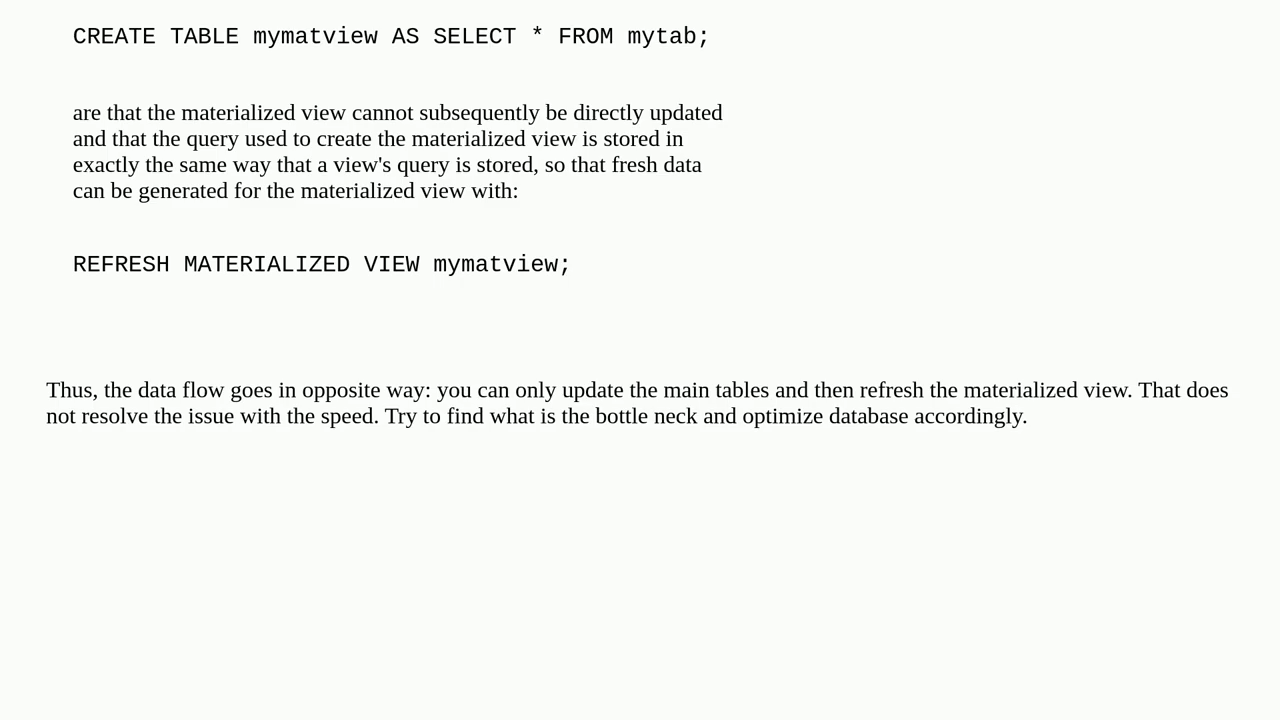 CREATE TABLE mymatview AS SELECT * FROM mytab;
are that the materialized view cannot subsequently be directly updated
and that the query used to create the materialized view is stored in
exactly the same way that a view's query is stored, so that fresh data
can be generated for the materialized view with:
REFRESH MATERIALIZED VIEW mymatview;
Thus, the data flow goes in opposite way: you can only update the main tables and then refresh the materialized view. That does
not resolve the issue with the speed. Try to find what is the bottle neck and optimize database accordingly.